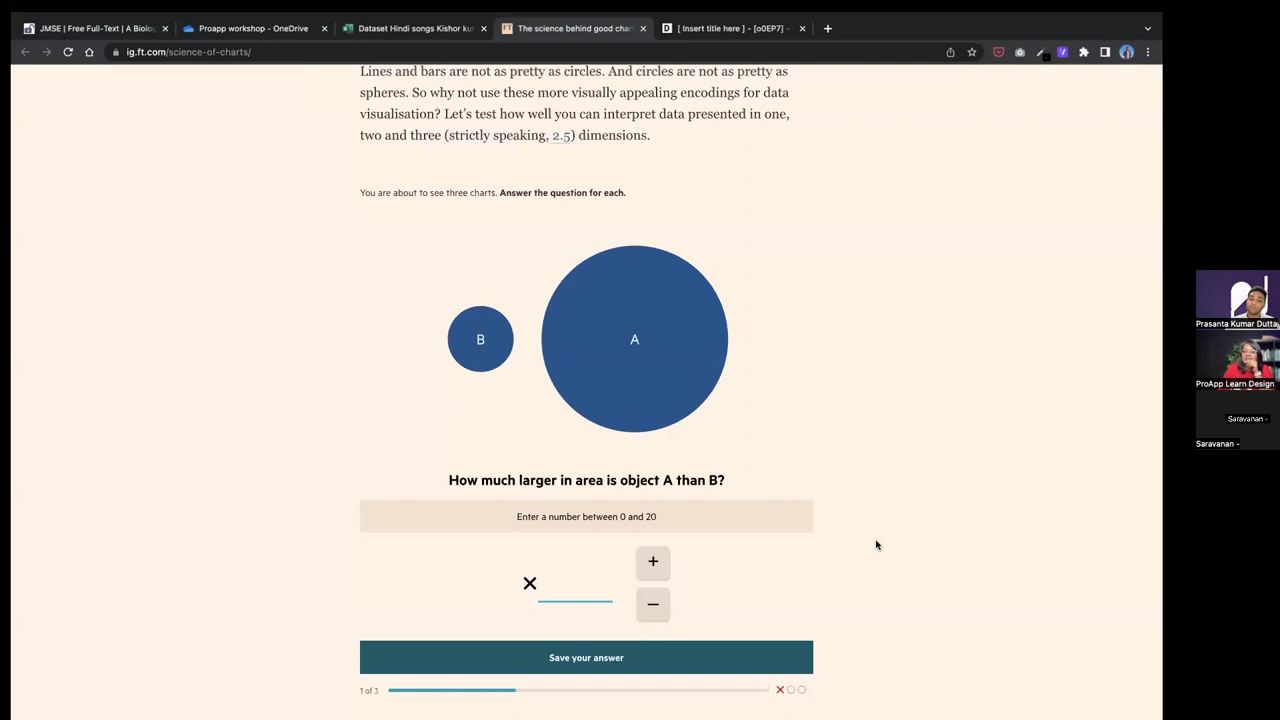 JMSE | Free Full-Text | A Biolog
Proapp workshop - OneDrive
Dataset Hindi songs Kishor kum
FT
The science behind good char
D
[ Insert title here ] - [o0EP7] -
ig.ft.com/science-of-charts/
Lines and bars are not as pretty as circles. And circles are not as pretty as
spheres. So why not use these more visually appealing encodings for data
visualisation? Let’s test how well you can interpret data presented in one,
two and three (strictly speaking, 2.5) dimensions.
You are about to see three charts. Answer the question for each.
B
A
How much larger in area is object A than B?
Enter a number between 0 and 20
×
+
−
Save your answer
1 of 3
Prasanta Kumar Dutta
ProApp Learn Design
Saravanan -
Saravanan -